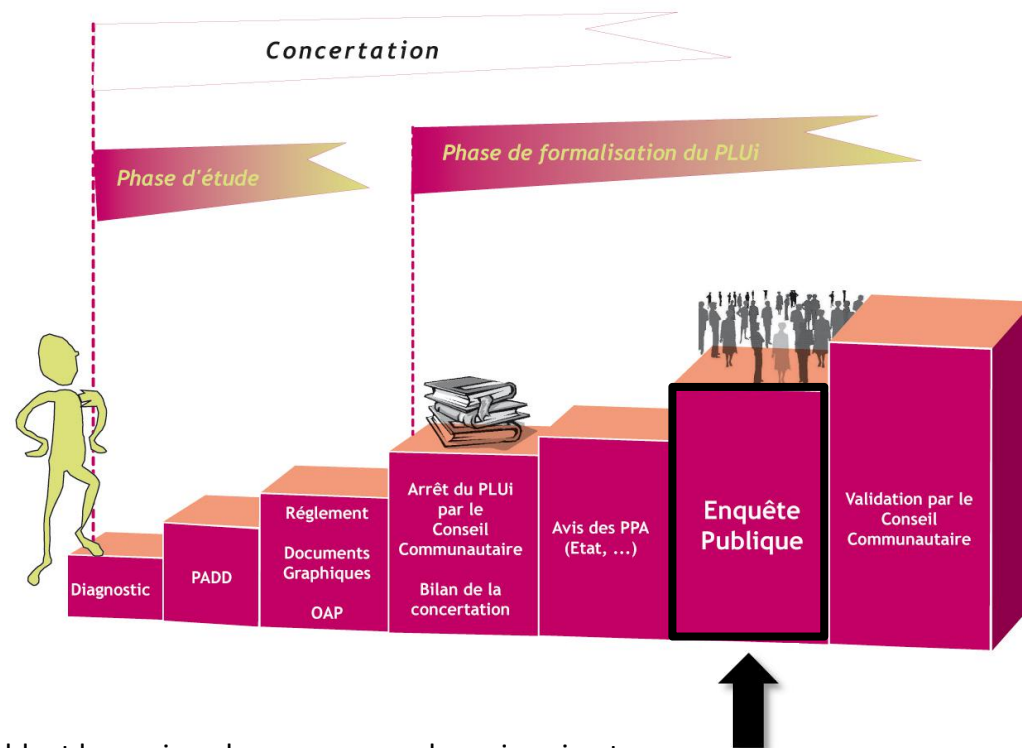 Concertation
Phase d'étude
Phase de formalisation du PLUi
Diagnostic
PADD
Réglement
Documents
Graphiques
OAP
Arrêt du PLUi
par le
Conseil
Communautaire
Bilan de la
concertation
Avis des PPA
(Etat, ...)
Enquête
Publique
Validation par le
Conseil
Communautaire